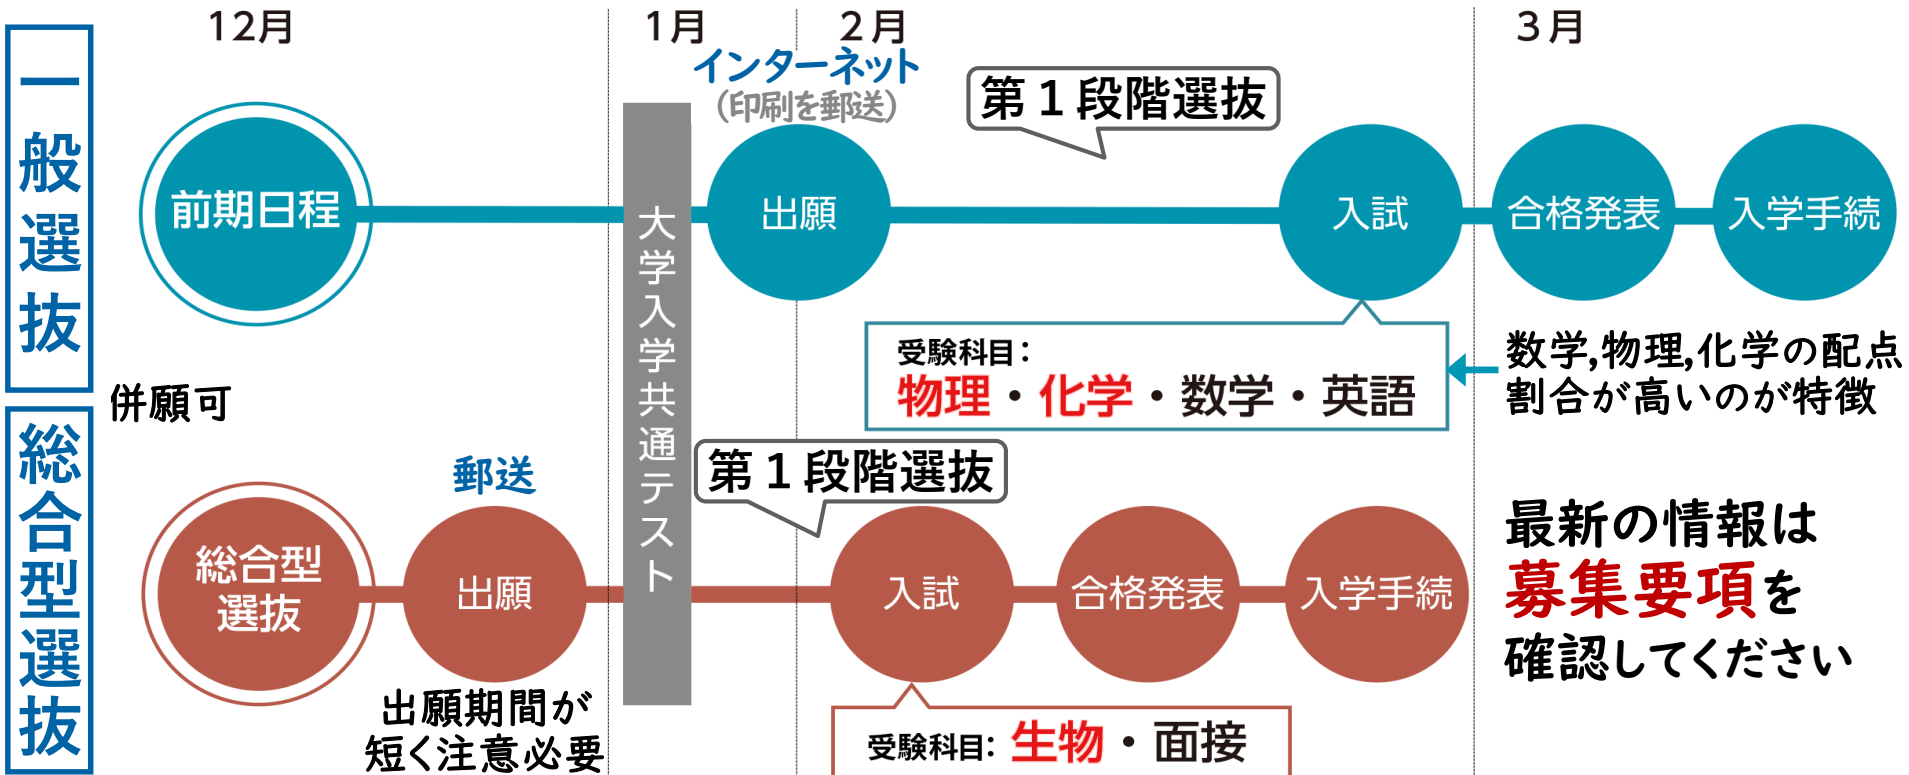 12月
1月
2月
3月
一般選抜
インターネット
(印刷を郵送)
第1段階選抜
前期日程
出願
入試
合格発表
入学手続
大学入学共通テスト
受験科目:
物理・化学・数学・英語
数学,物理,化学の配点
割合が高いのが特徴
併願可
総合型選抜
郵送
第1段階選抜
総合型
選抜
出願
入試
合格発表
入学手続
出願期間が
短く注意必要
受験科目: 生物・面接
最新の情報は
募集要項を
確認してください